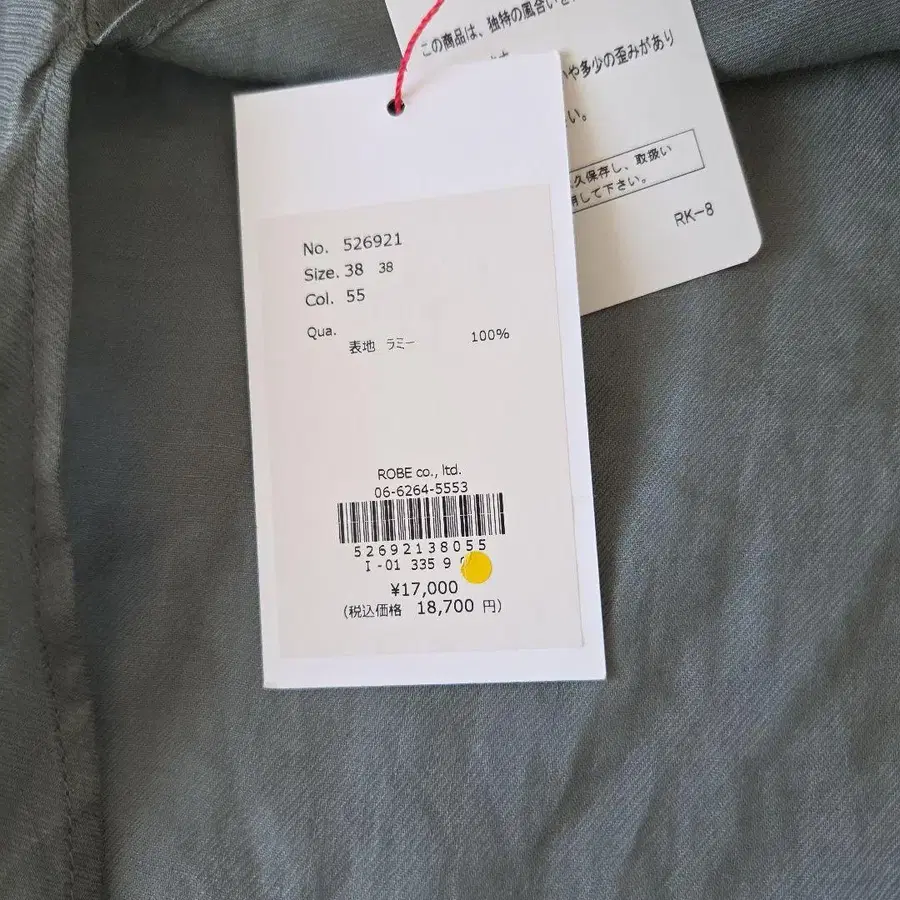 この商品は、独特の風合いを
や多少の歪みがあり
い。
久保存し、取扱い
用して下さい。
RK-8
No. 526921
Size. 38 38
Col. 55
Qua.
表地 ラミー 100%
ROBE co., ltd.
06-6264-5553
52692138055
I-01 335 9
¥17,000
(税込価格 18,700 円)